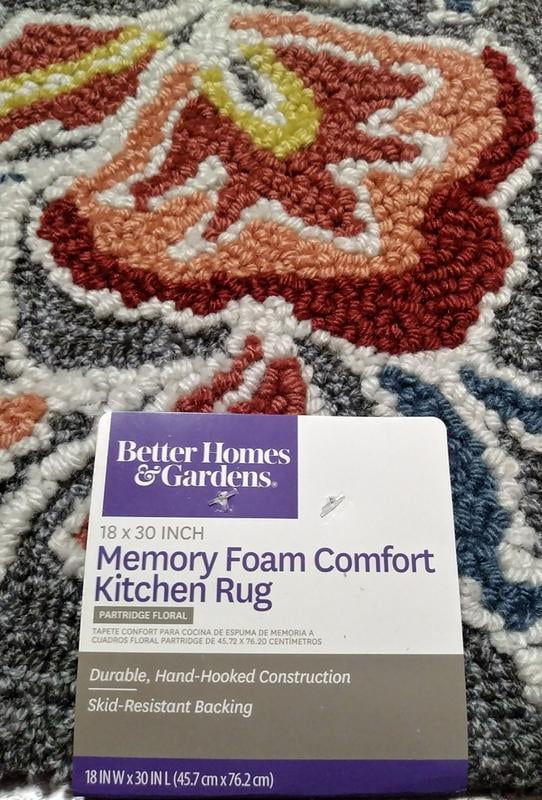 Better Homes
& Gardens®
18 x 30 INCH
Memory Foam Comfort
Kitchen Rug
PARTRIDGE FLORAL
TAPETE CONFORT PARA COCINA DE ESPUMA DE MEMORIA A
CUADROS FLORAL PARTRIDGE DE 45.72 X 76.20 CENTÍMETROS
Durable, Hand-Hooked Construction
Skid-Resistant Backing
18 IN W x 30 IN L (45.7 cm x 76.2 cm)